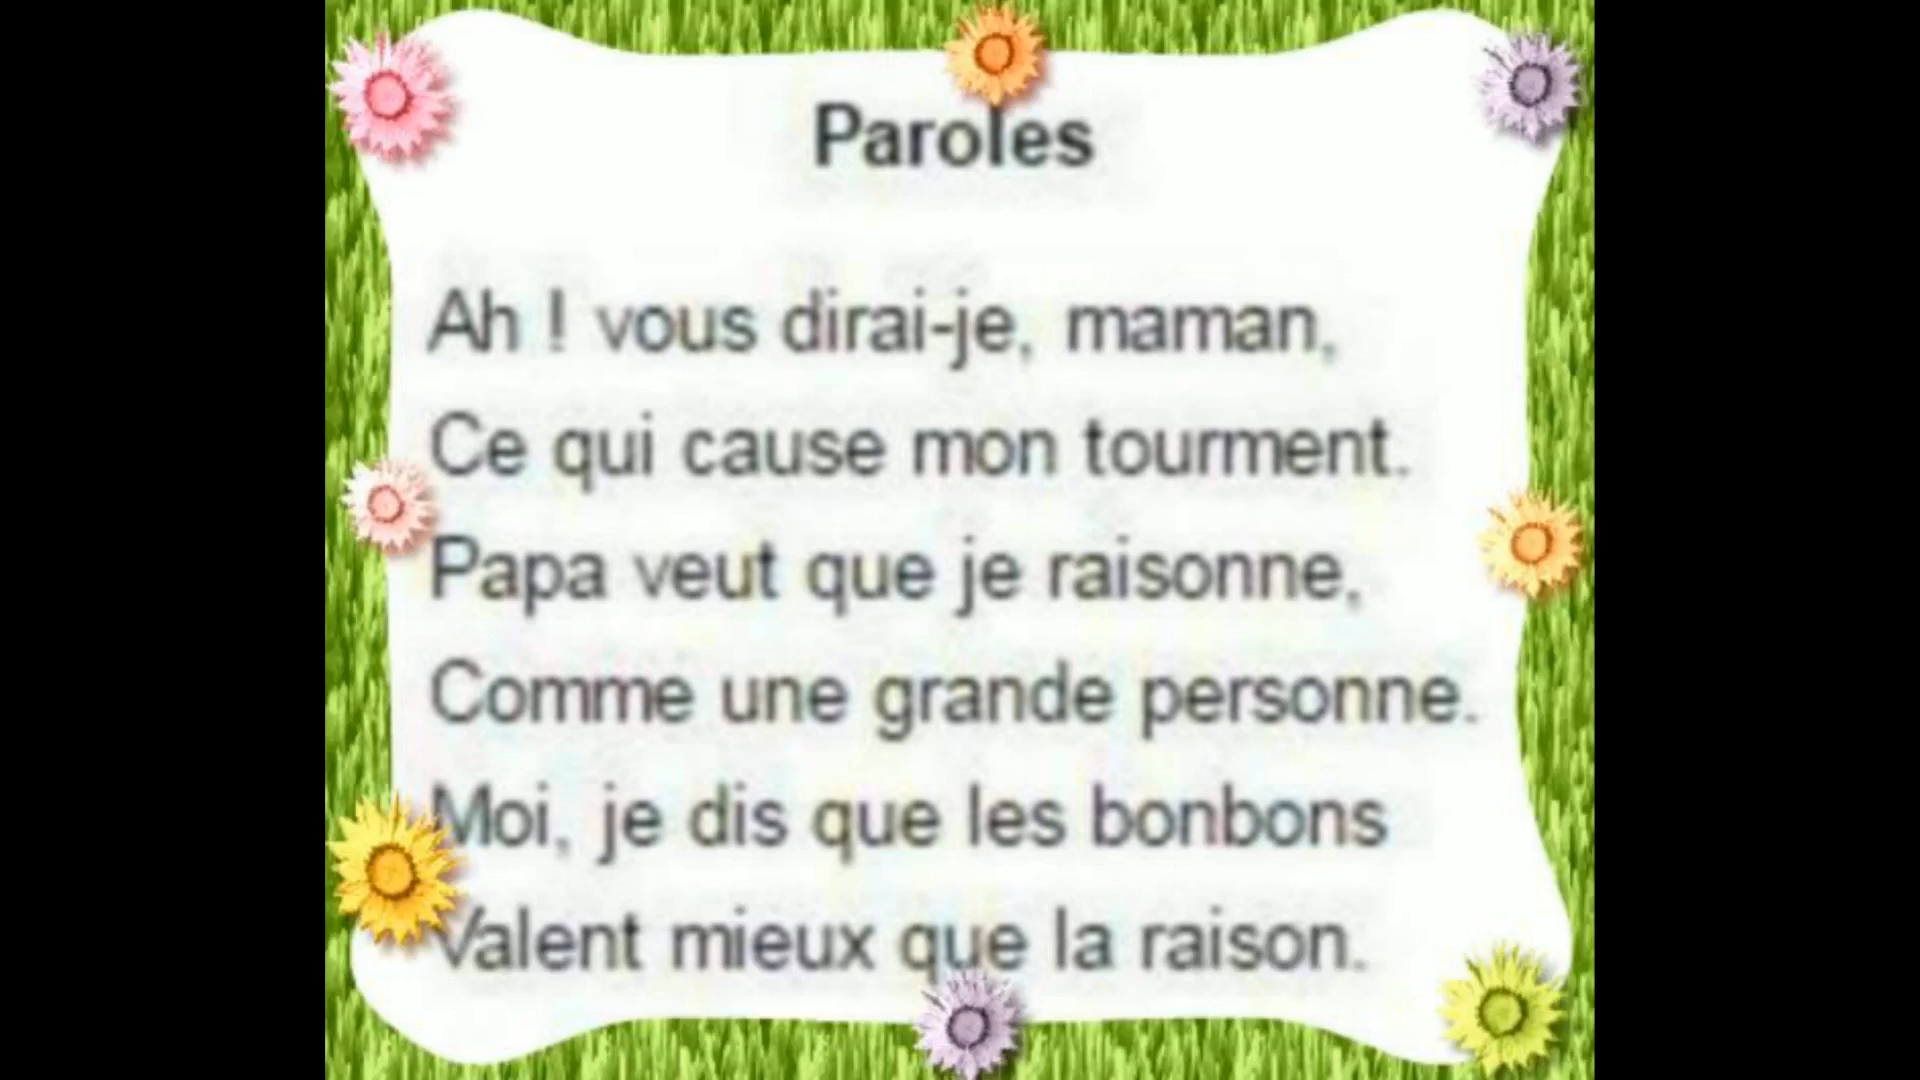 Paroles
Ah ! vous dirai-je, maman,
Ce qui cause mon tourment.
Papa veut que je raisonne,
Comme une grande personne.
Moi, je dis que les bonbons
Valent mieux que la raison.